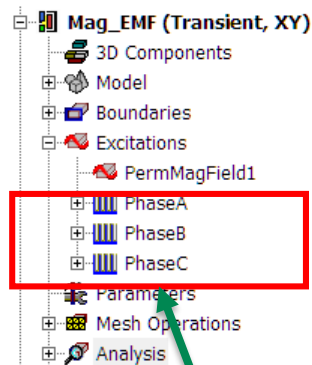 Mag_EMF (Transient, XY)
3D Components
Model
Boundaries
Excitations
PermMagField1
PhaseA
PhaseB
PhaseC
Parameters
Mesh Operations
Analysis